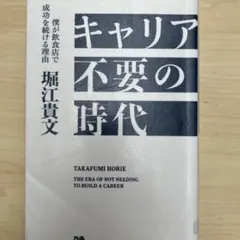 キャリア
不要の
時代
僕が飲食店で
成功を続ける理由
堀江貴文
TAKAFUMI HORIE
THE ERA OF NOT NEEDING
TO BUILD A CAREER